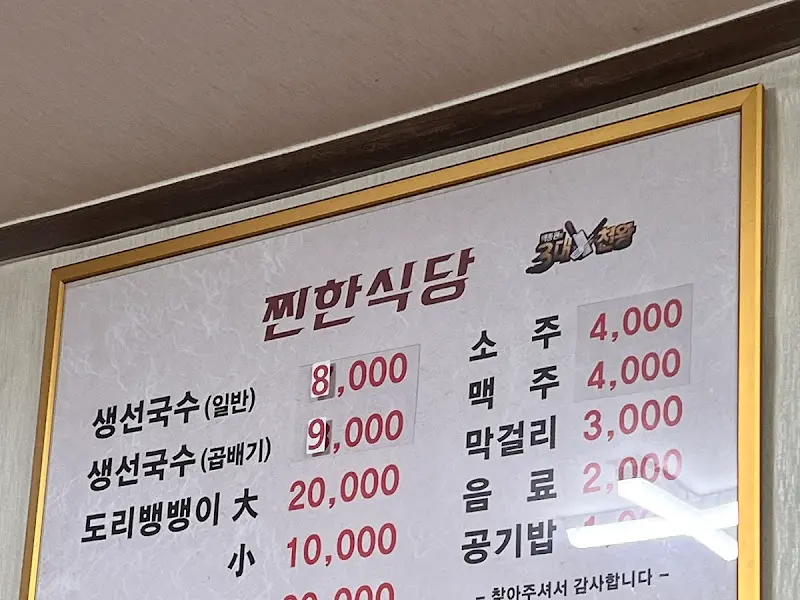 찐한식당
3대천왕
생선국수 (일반) 8,000
생선국수 (곱배기) 9,000
도리뱅뱅이 大 20,000
小 10,000
소 주 4,000
맥 주 4,000
막걸리 3,000
음 료 2,000
공기밥
- 찾아주셔서 감사합니다 -